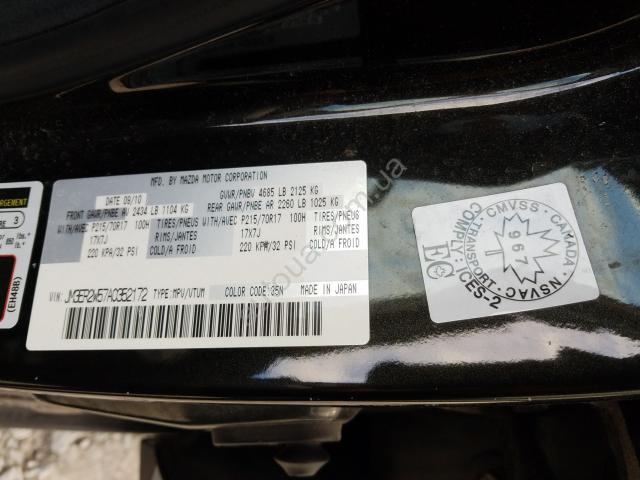 MFD. BY MAZDA MOTOR CORPORATION
DATE 09/10
GVWR/PNBV 4685 LB 2125 KG
FRONT GAWR/PNBE AV 2434 LB 1104 KG
REAR GAWR/PNBE AR 2260 LB 1025 KG
WITH/AVEC P215/70R17 100H TIRES/PNEUS
17X7J RIMS/JANTES
220 KPA/32 PSI COLD/A FROID
WITH/AVEC P215/70R17 100H TIRES/PNEUS
17X7J RIMS/JANTES
220 KPA/32 PSI COLD/A FROID
VIN: JM3ER2W57A0352172 TYPE:MPV/VTUM COLOR CODE:35N MADE IN JAPAN
CMVSS - CANADA
NSVAC
TRANSPORT
967
COMPLY:
ICES-2
3
lbs.
(EH48B)